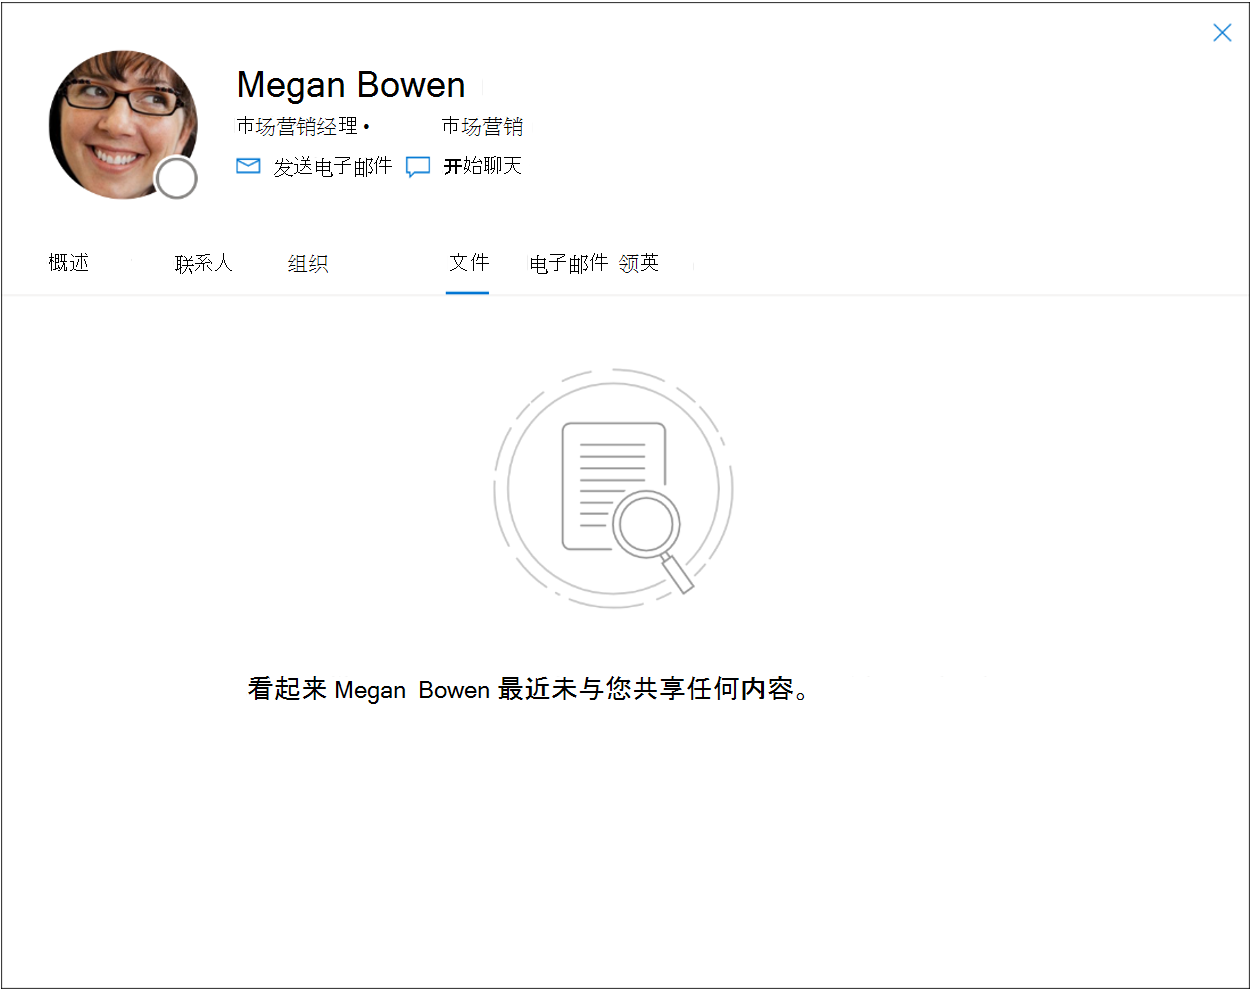 Megan Bowen
市场营销经理 • 市场营销
发送电子邮件 开始聊天
概述 联系人 组织 文件 电子邮件 领英
看起来 Megan Bowen 最近未与您共享任何内容。